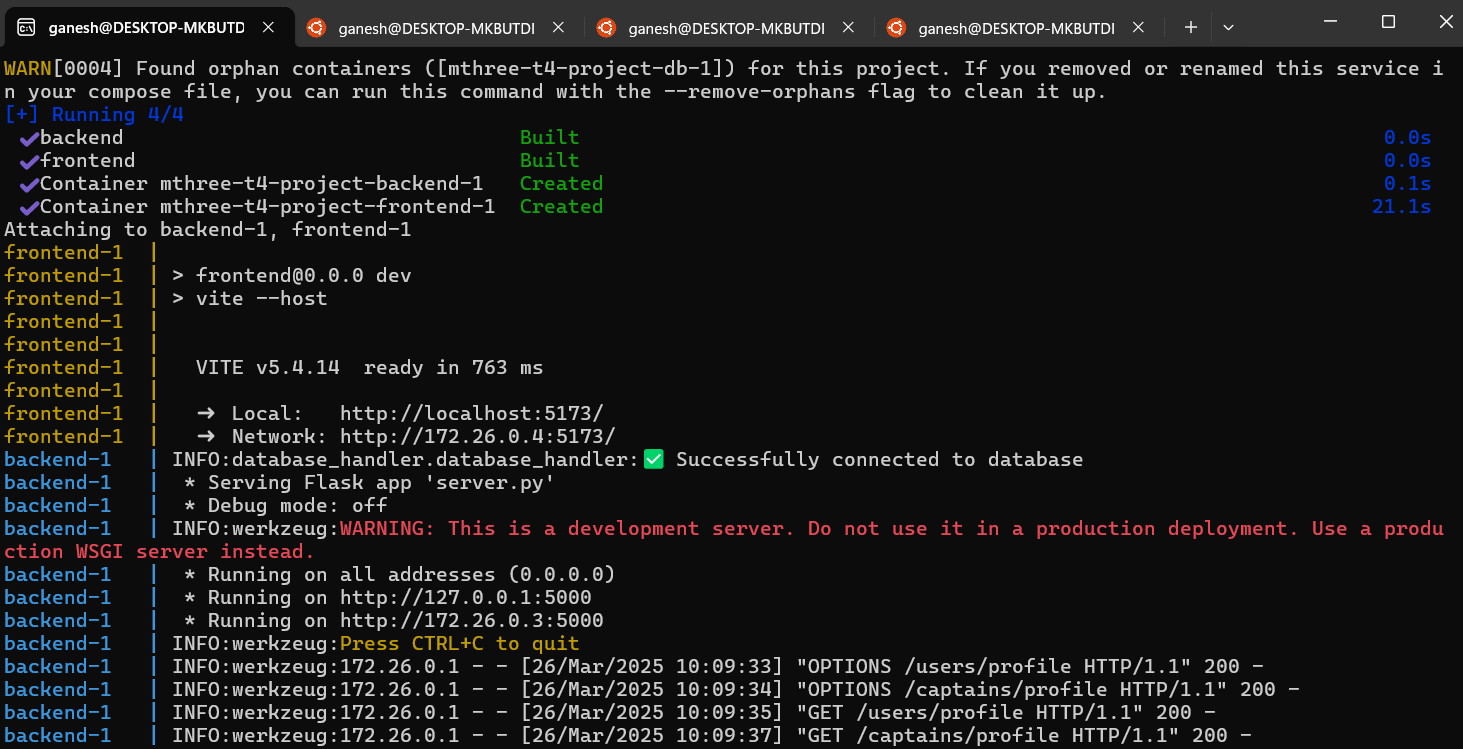 ganesh@DESKTOP-MKBUTD
ganesh@DESKTOP-MKBUTDI
ganesh@DESKTOP-MKBUTDI
ganesh@DESKTOP-MKBUTDI
WARN[0004] Found orphan containers ([mthree-t4-project-db-1]) for this project. If you removed or renamed this service i
n your compose file, you can run this command with the --remove-orphans flag to clean it up.
[+] Running 4/4
✔backend Built 0.0s
✔frontend Built 0.0s
✔Container mthree-t4-project-backend-1 Created 0.1s
✔Container mthree-t4-project-frontend-1 Created 21.1s
Attaching to backend-1, frontend-1
frontend-1 |
frontend-1 | > frontend@0.0.0 dev
frontend-1 | > vite --host
frontend-1 |
frontend-1 |
frontend-1 | VITE v5.4.14 ready in 763 ms
frontend-1 |
frontend-1 | ➜ Local: http://localhost:5173/
frontend-1 | ➜ Network: http://172.26.0.4:5173/
backend-1 | INFO:database_handler.database_handler:✅ Successfully connected to database
backend-1 | * Serving Flask app 'server.py'
backend-1 | * Debug mode: off
backend-1 | INFO:werkzeug:WARNING: This is a development server. Do not use it in a production deployment. Use a produ
ction WSGI server instead.
backend-1 | * Running on all addresses (0.0.0.0)
backend-1 | * Running on http://127.0.0.1:5000
backend-1 | * Running on http://172.26.0.3:5000
backend-1 | INFO:werkzeug:Press CTRL+C to quit
backend-1 | INFO:werkzeug:172.26.0.1 - - [26/Mar/2025 10:09:33] "OPTIONS /users/profile HTTP/1.1" 200 -
backend-1 | INFO:werkzeug:172.26.0.1 - - [26/Mar/2025 10:09:34] "OPTIONS /captains/profile HTTP/1.1" 200 -
backend-1 | INFO:werkzeug:172.26.0.1 - - [26/Mar/2025 10:09:35] "GET /users/profile HTTP/1.1" 200 -
backend-1 | INFO:werkzeug:172.26.0.1 - - [26/Mar/2025 10:09:37] "GET /captains/profile HTTP/1.1" 200 -